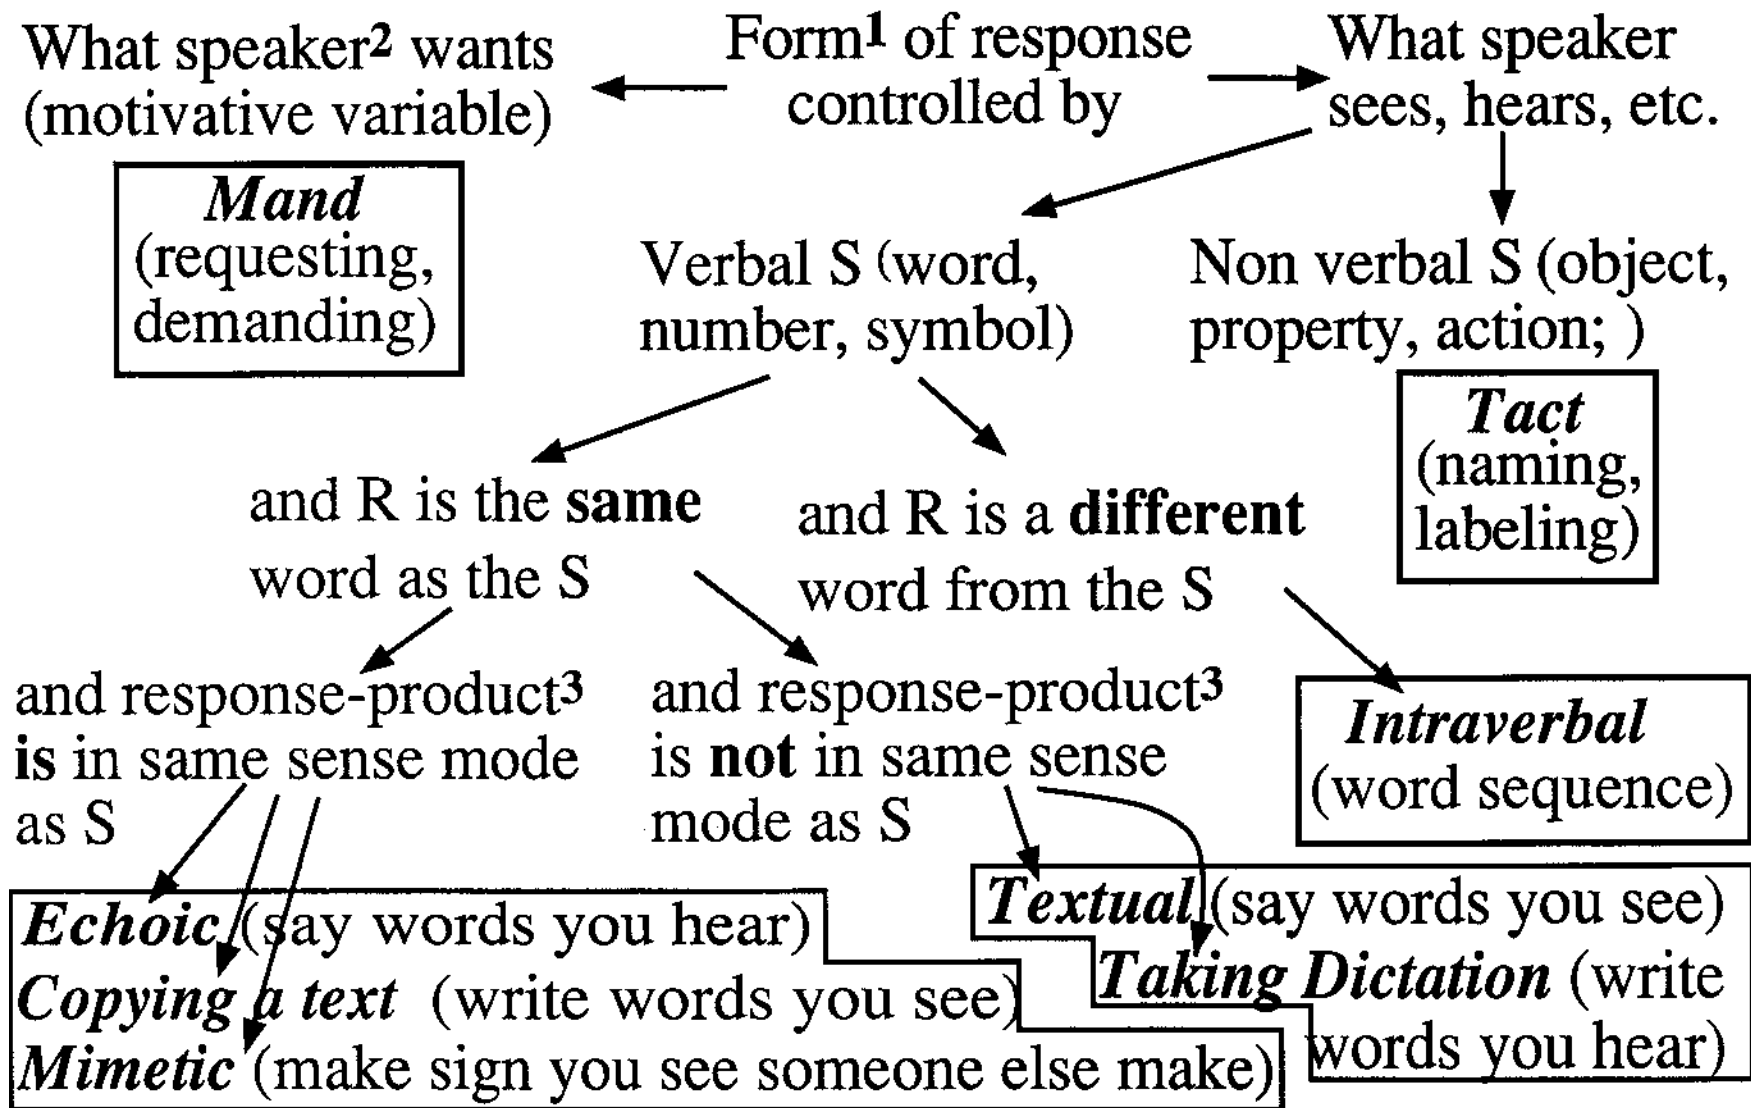 What speaker2 wants
(motivative variable)
Form1 of response
controlled by
What speaker
sees, hears, etc.
Mand
(requesting,
demanding)
Verbal S (word,
number, symbol)
Non verbal S (object,
property, action; )
Tact
(naming,
labeling)
and R is the same
word as the S
and R is a different
word from the S
and response-product3
is in same sense mode
as S
and response-product3
is not in same sense
mode as S
Intraverbal
(word sequence)
Echoic (say words you hear)
Copying a text (write words you see)
Mimetic (make sign you see someone else make)
Textual (say words you see)
Taking Dictation (write
words you hear)